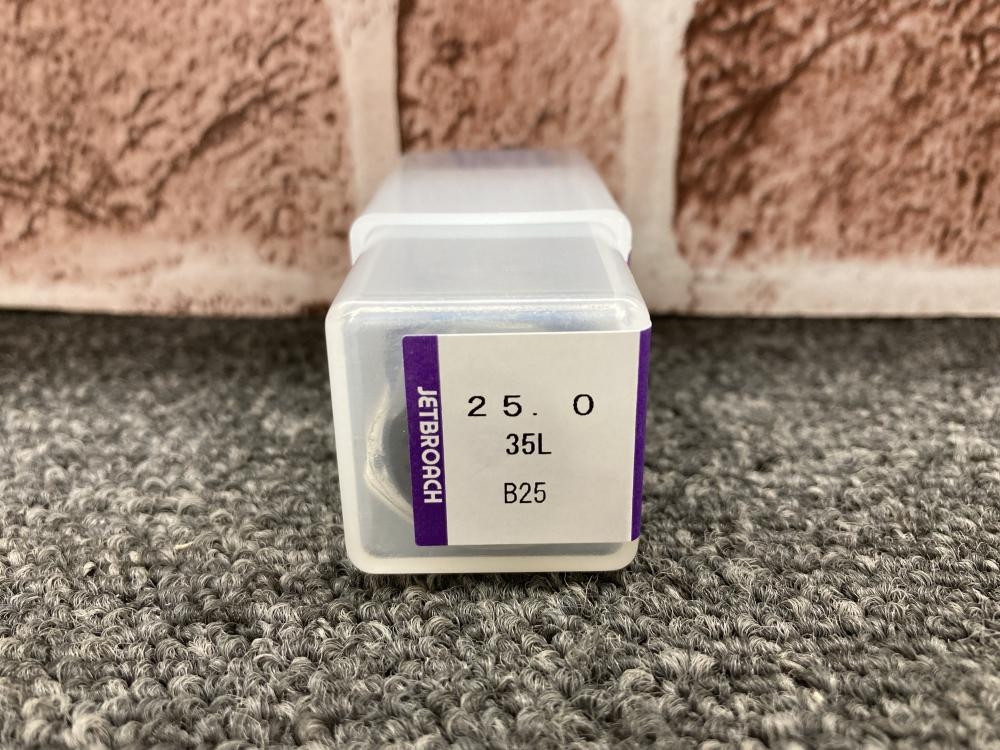 JETBROACH
25. 0
35L
B25